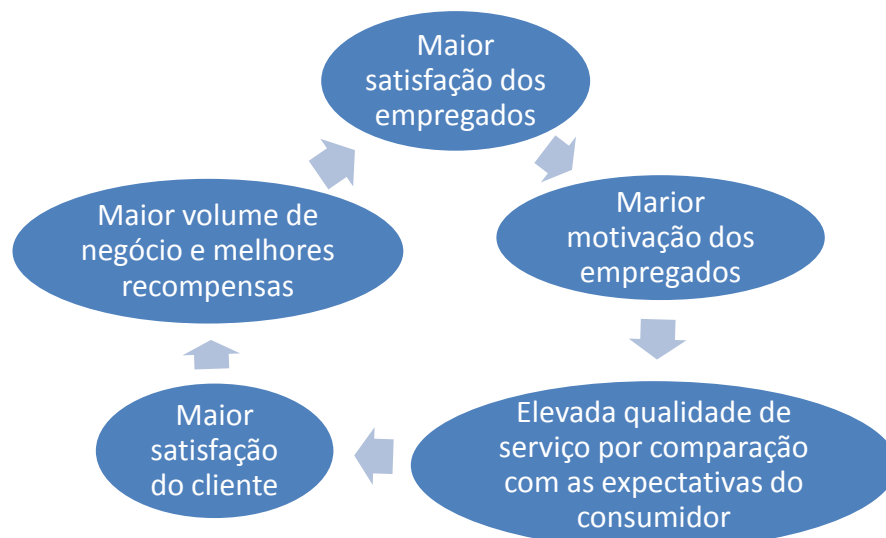 Maior
satisfação dos
empregados
Marior
motivação dos
empregados
Elevada qualidade de
serviço por comparação
com as expectativas do
consumidor
Maior
satisfação
do cliente
Maior volume de
negócio e melhores
recompensas